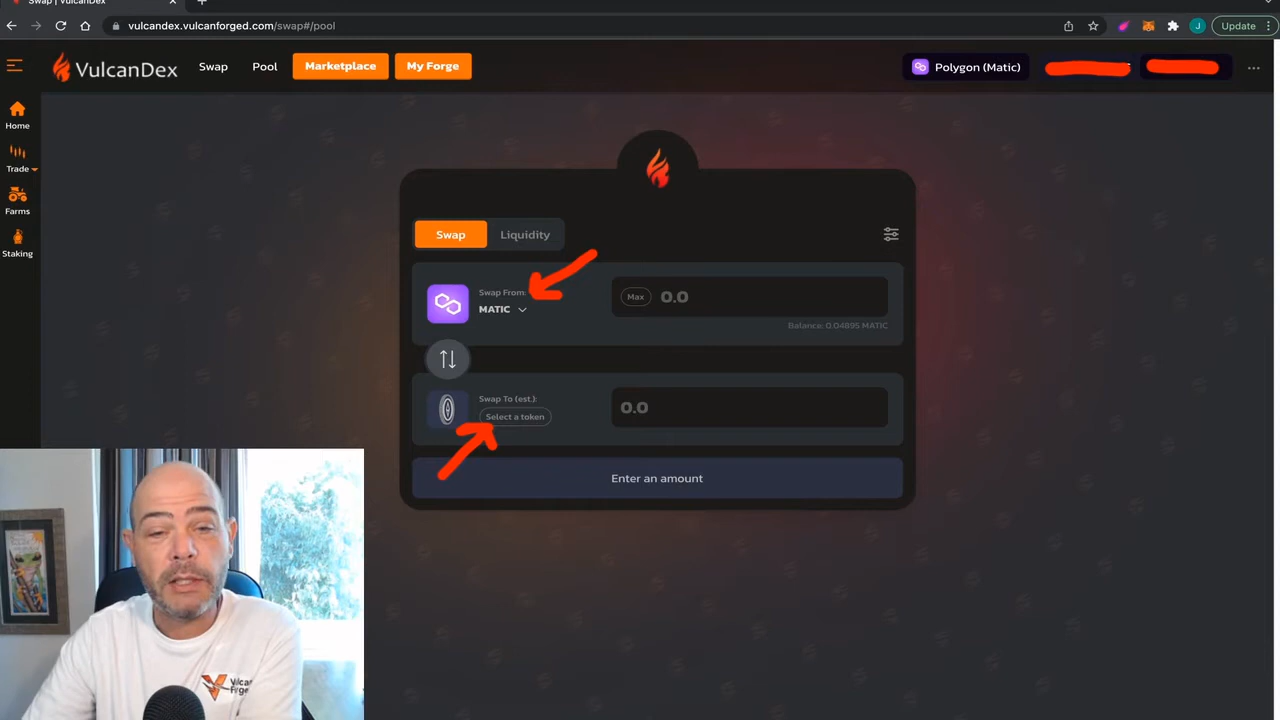 Swap | VulcanDex
vulcandex.vulcanforged.com/swap#/pool
J
Update
VulcanDex
Swap
Pool
Marketplace
My Forge
Polygon (Matic)
Home
Trade
Farms
Staking
Swap
Liquidity
Swap From:
MATIC
Max
0.0
Balance: 0.04895 MATIC
Swap To (est.):
Select a token
0.0
Enter an amount
Vulcan
Forged